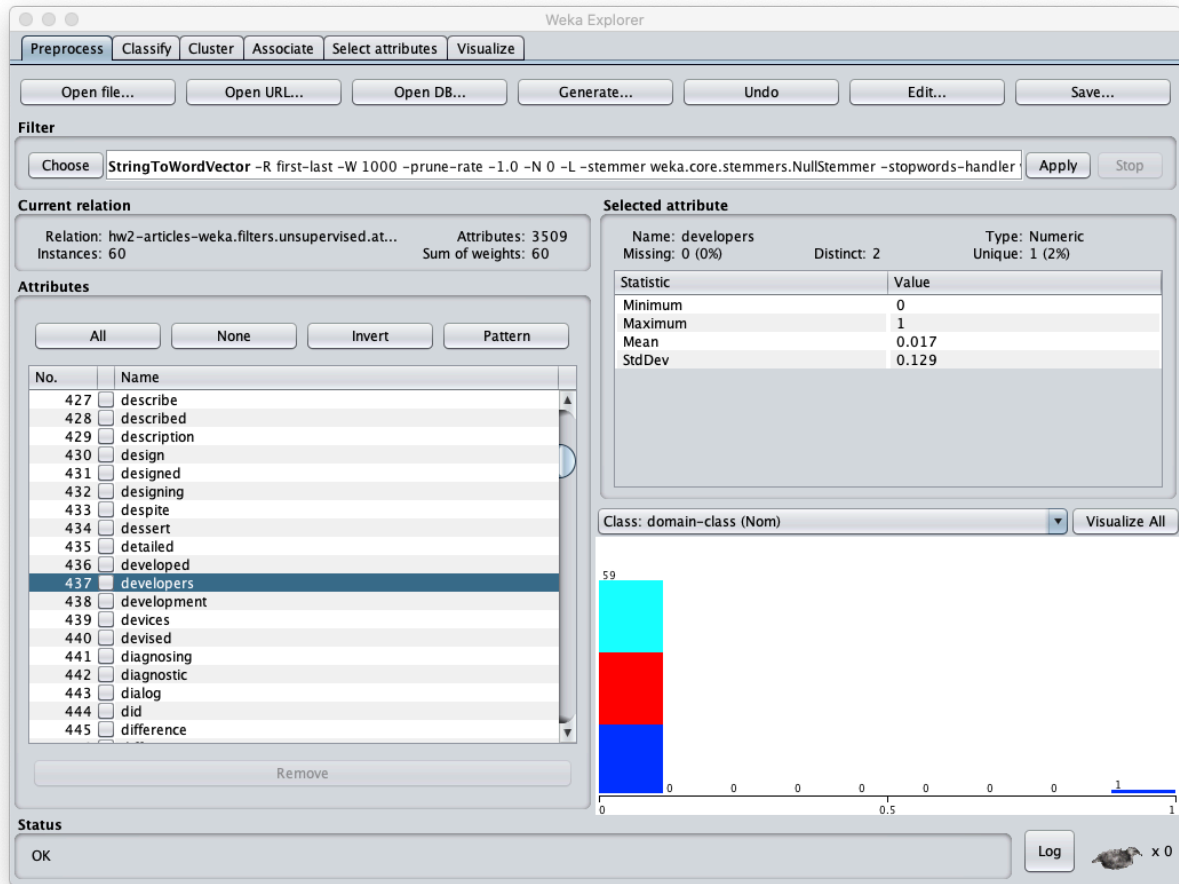 Weka Explorer
Preprocess Classify Cluster Associate Select attributes Visualize
Open file... Open URL... Open DB... Generate... Undo Edit... Save...
Filter
Choose StringToWordVector -R first-last -W 1000 -prune-rate -1.0 -N 0 -L -stemmer weka.core.stemmers.NullStemmer -stopwords-handler Apply Stop
Current relation
Relation: hw2-articles-weka.filters.unsupervised.at... Attributes: 3509
Instances: 60 Sum of weights: 60
Attributes
All None Invert Pattern
No. Name
427 describe
428 described
429 description
430 design
431 designed
432 designing
433 despite
434 dessert
435 detailed
436 developed
437 developers
438 development
439 devices
440 devised
441 diagnosing
442 diagnostic
443 dialog
444 did
445 difference
Remove
Selected attribute
Name: developers Type: Numeric
Missing: 0 (0%) Distinct: 2 Unique: 1 (2%)
Statistic Value
Minimum 0
Maximum 1
Mean 0.017
StdDev 0.129
Class: domain-class (Nom) Visualize All
59
0 0 0 0 0 0 0 1
0 0.5 1
Status
OK
Log x 0